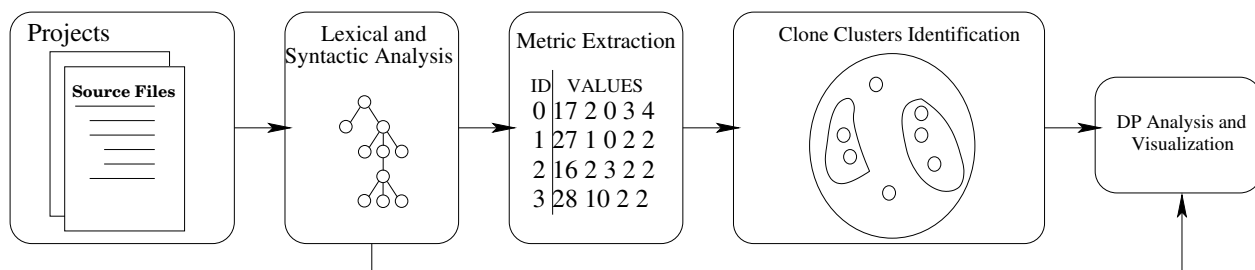 Projects
Source Files
Lexical and
Syntactic Analysis
Metric Extraction
ID VALUES
0 17 2 0 3 4
1 27 1 0 2 2
2 16 2 3 2 2
3 28 10 2 2
Clone Clusters Identification
DP Analysis and
Visualization